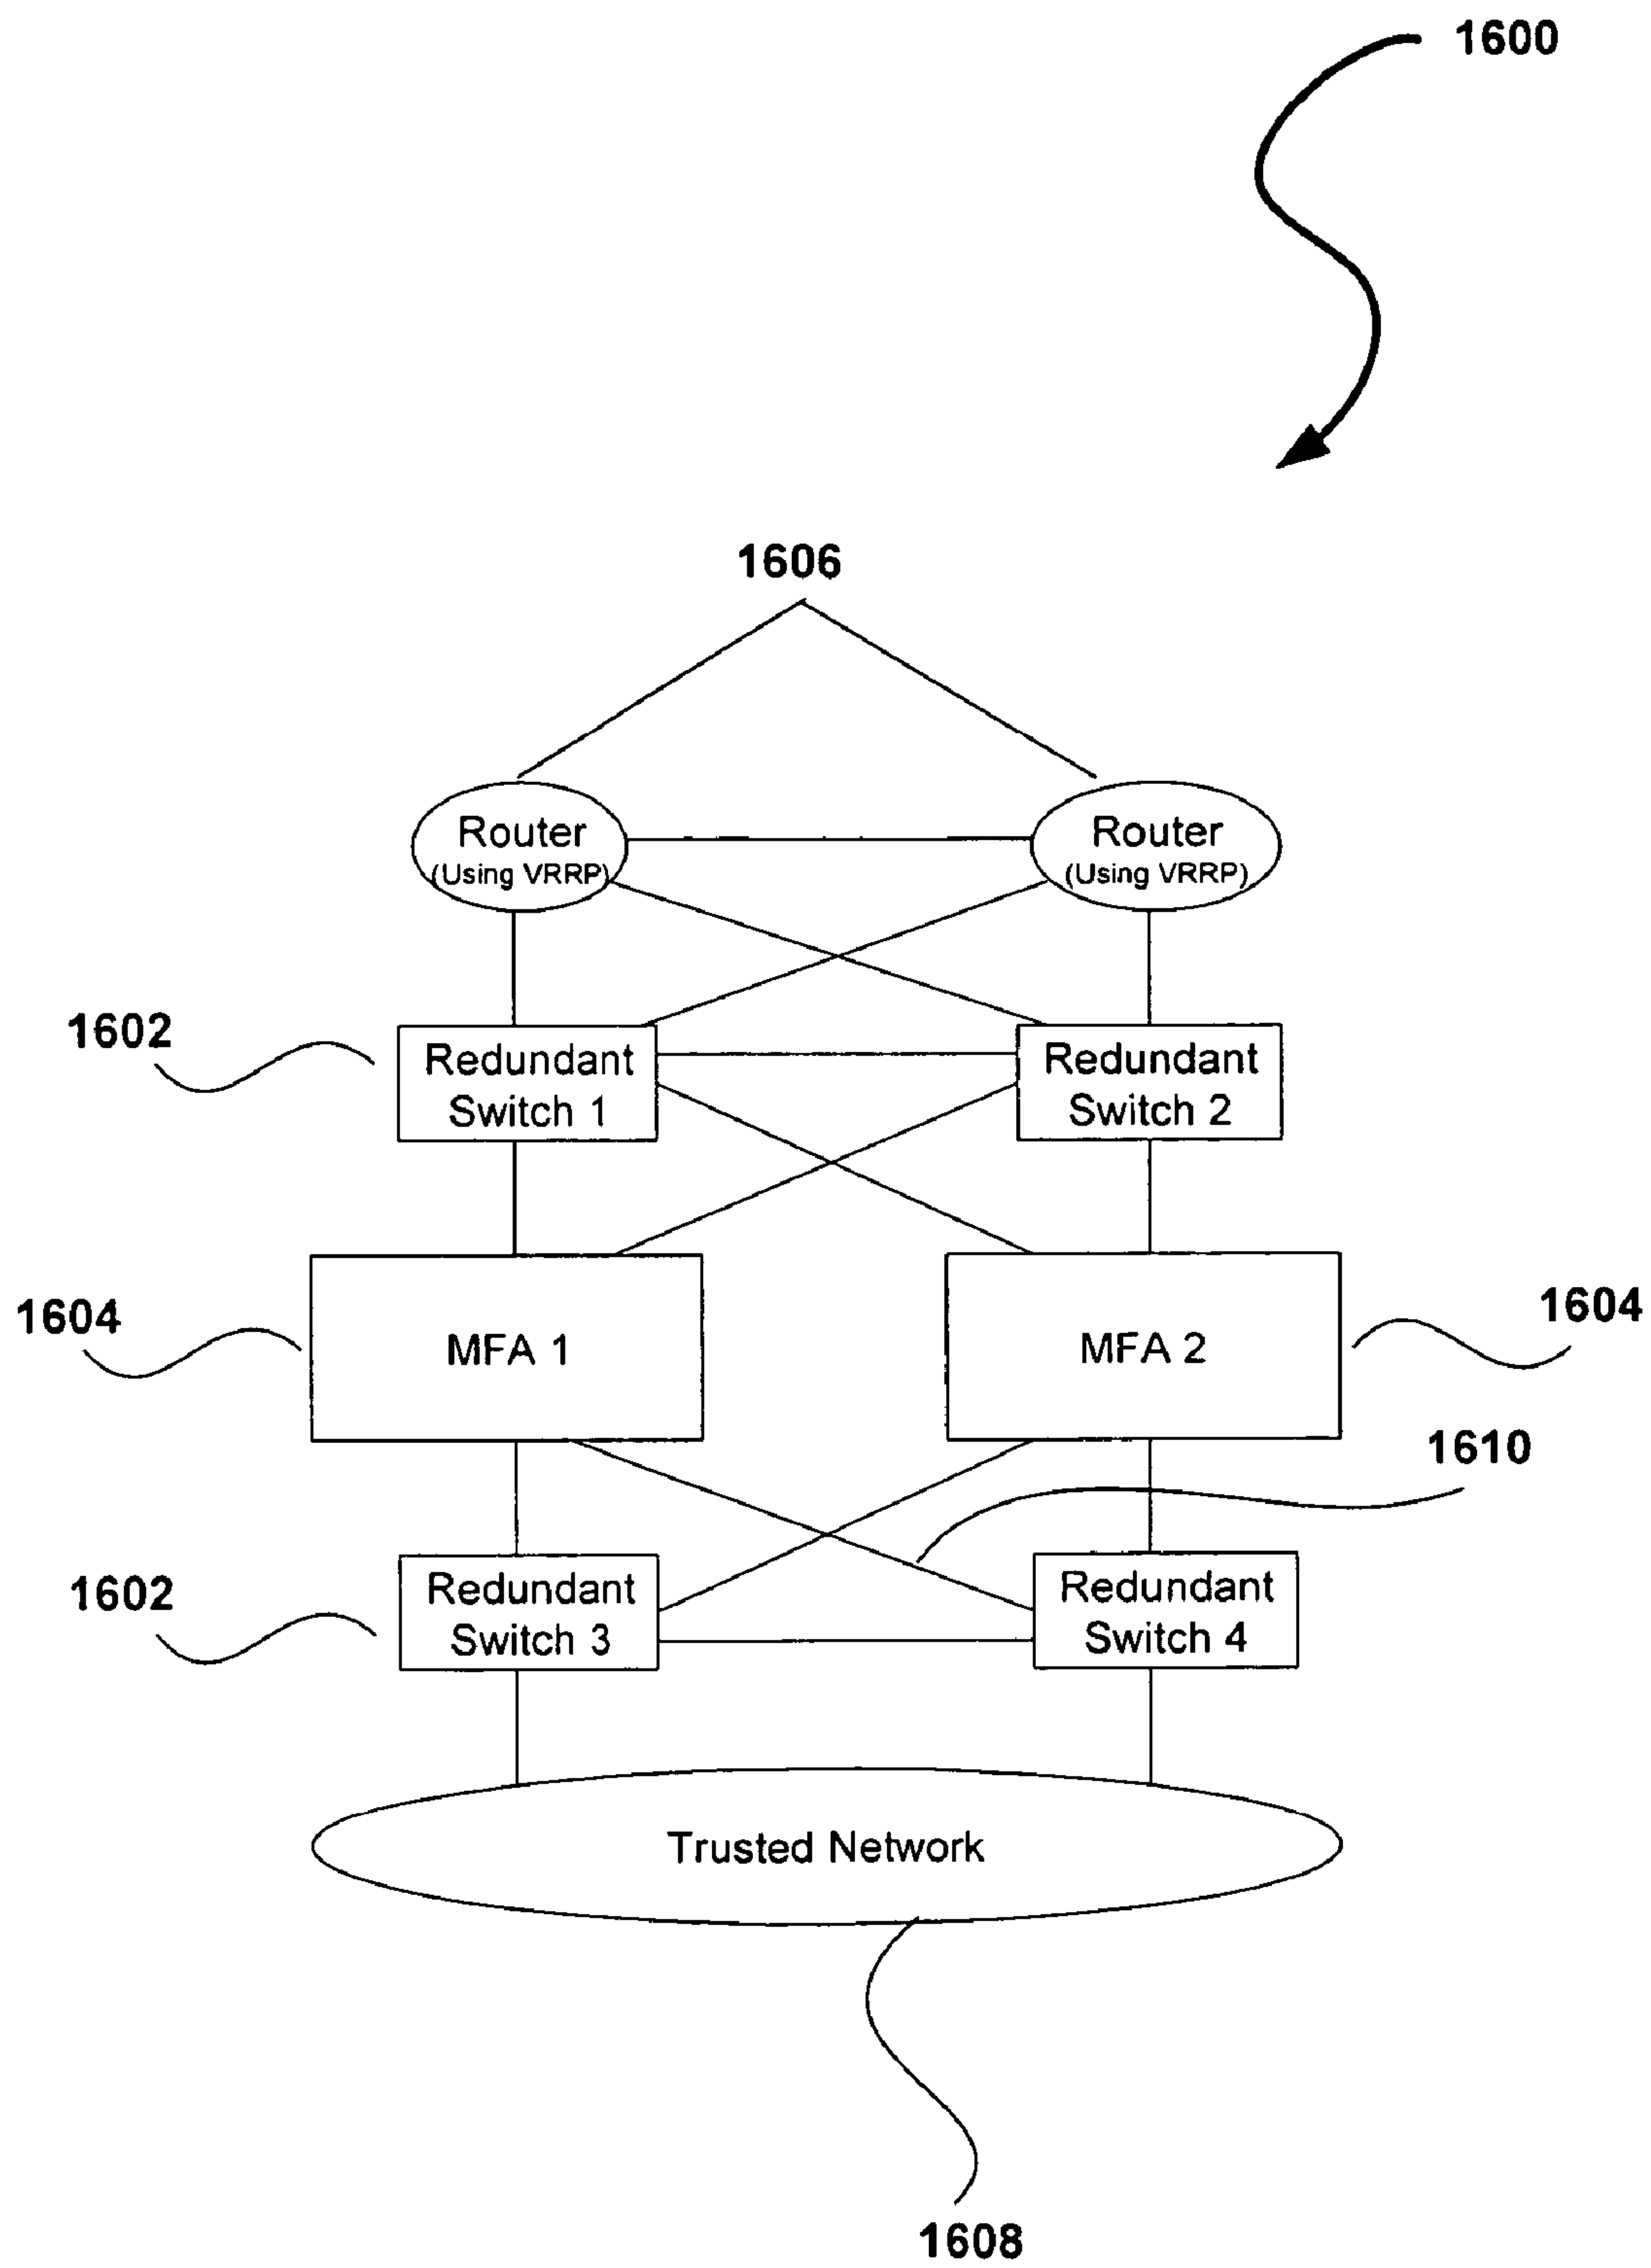 1600
1606
Router
(Using VRRP)
Router
(Using VRRP)
1602
Redundant
Switch 1
Redundant
Switch 2
1604
MFA 1
MFA 2
1604
1610
1602
Redundant
Switch 3
Redundant
Switch 4
Trusted Network
1608